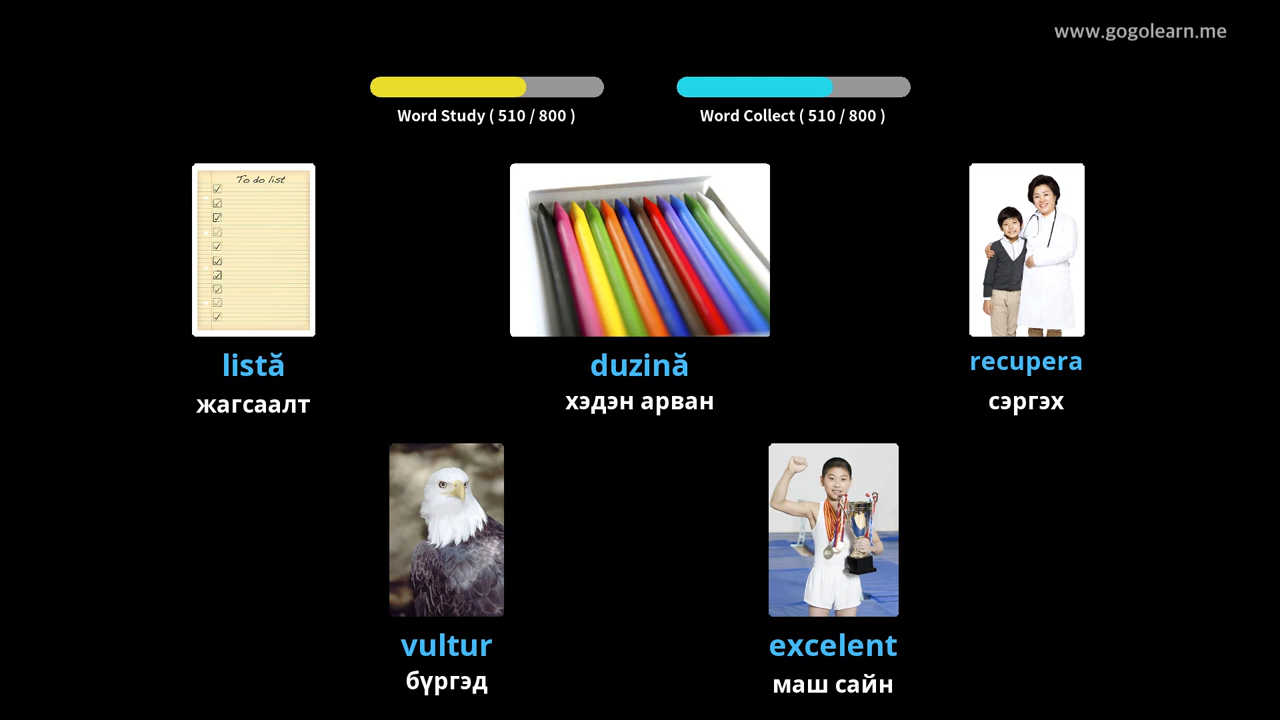 www.gogolearn.me
Word Study ( 510 / 800 )
Word Collect ( 510 / 800 )
To do list
listă
duzină
recupera
жагсаалт
хэдэн арван
сэргэх
vultur
excelent
бүргэд
маш сайн